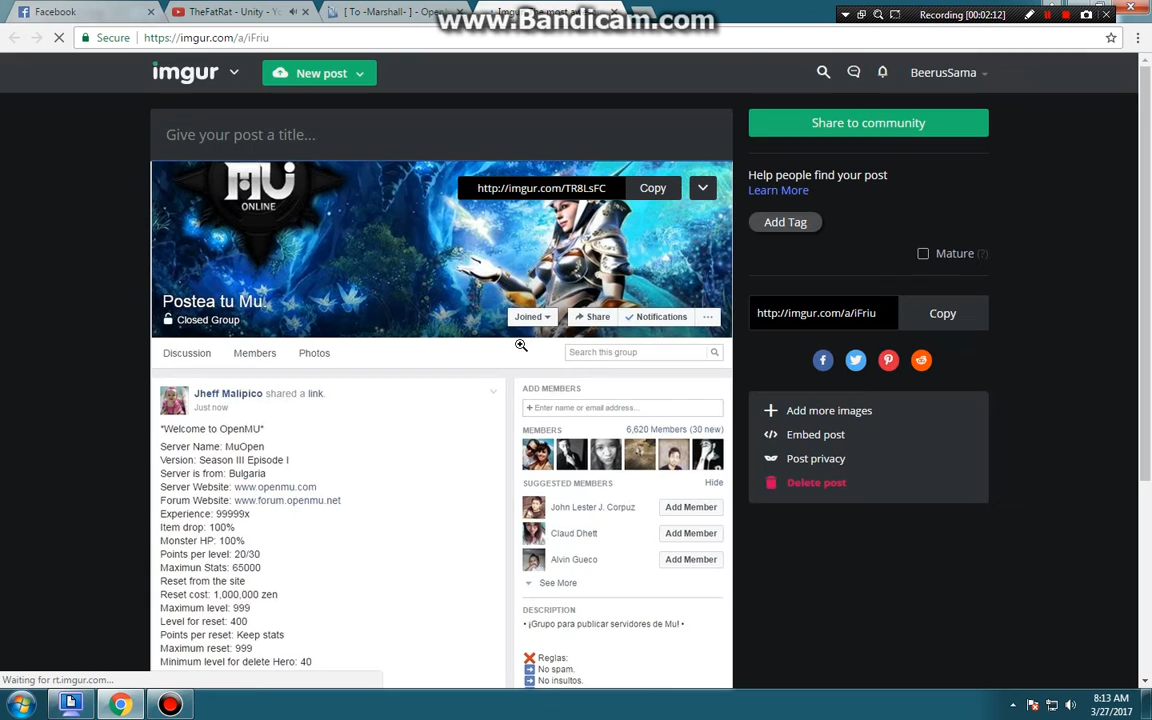 Facebook
TheFatRat - Unity - Y
[ To -Marshall- ] - Open
Imgur: The most a
www.Bandicam.com
Recording [00:02:12]
Secure
https://imgur.com/a/iFriu
imgur
New post
BeerusSama
Give your post a title...
Share to community
MU
ONLINE
http://imgur.com/TR8LsFC
Copy
Help people find your post
Learn More
Add Tag
Mature (?)
Postea tu Mu.
Closed Group
Joined
Share
Notifications
http://imgur.com/a/iFriu
Copy
Discussion
Members
Photos
Search this group
Jheff Malipico shared a link.
Just now
ADD MEMBERS
+ Enter name or email address...
MEMBERS
6,620 Members (30 new)
Add more images
Embed post
Post privacy
Delete post
*Welcome to OpenMU*
Server Name: MuOpen
Version: Season III Episode I
Server is from: Bulgaria
Server Website: www.openmu.com
Forum Website: www.forum.openmu.net
Experience: 99999x
Item drop: 100%
Monster HP: 100%
Points per level: 20/30
Maximun Stats: 65000
Reset from the site
Reset cost: 1,000,000 zen
Maximum level: 999
Level for reset: 400
Points per reset: Keep stats
Maximum reset: 999
Minimum level for delete Hero: 40
SUGGESTED MEMBERS
Hide
John Lester J. Corpuz
Add Member
Claud Dhett
Add Member
Alvin Gueco
Add Member
See More
DESCRIPTION
• ¡Grupo para publicar servidores de Mu! •
Reglas:
No spam.
No insultos.
Waiting for rt.imgur.com...
8:13 AM
3/27/2017